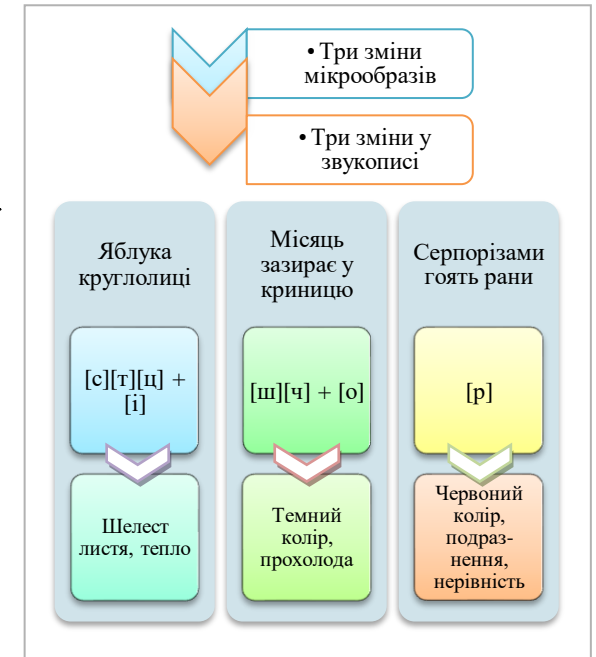 • Три зміни
мікрообразів
• Три зміни у
звукописі
Яблука
круглолиці
[с][т][ц] +
[і]
Шелест
листя, тепло
Місяць
зазирає у
криницю
[ш][ч] + [о]
Темний
колір,
прохолода
Серпорізами
гоять рани
[р]
Червоний
колір,
подраз-
нення,
нерівність